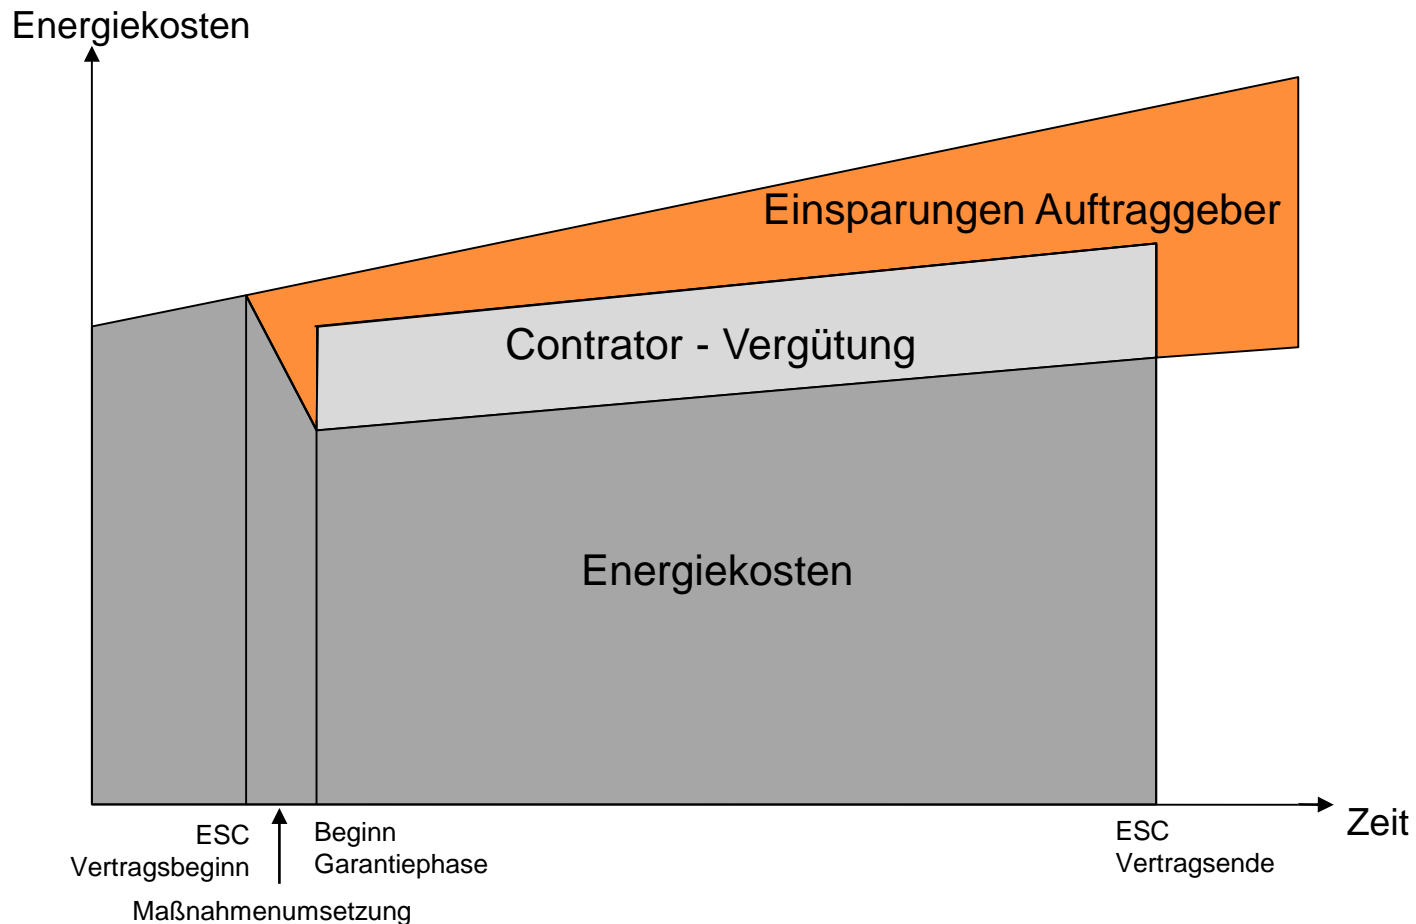 Energiekosten
Einsparungen Auftraggeber
Contrator - Vergütung
Energiekosten
Zeit
ESC
Vertragsbeginn
Beginn
Garantiephase
ESC
Vertragsende
Maßnahmenumsetzung